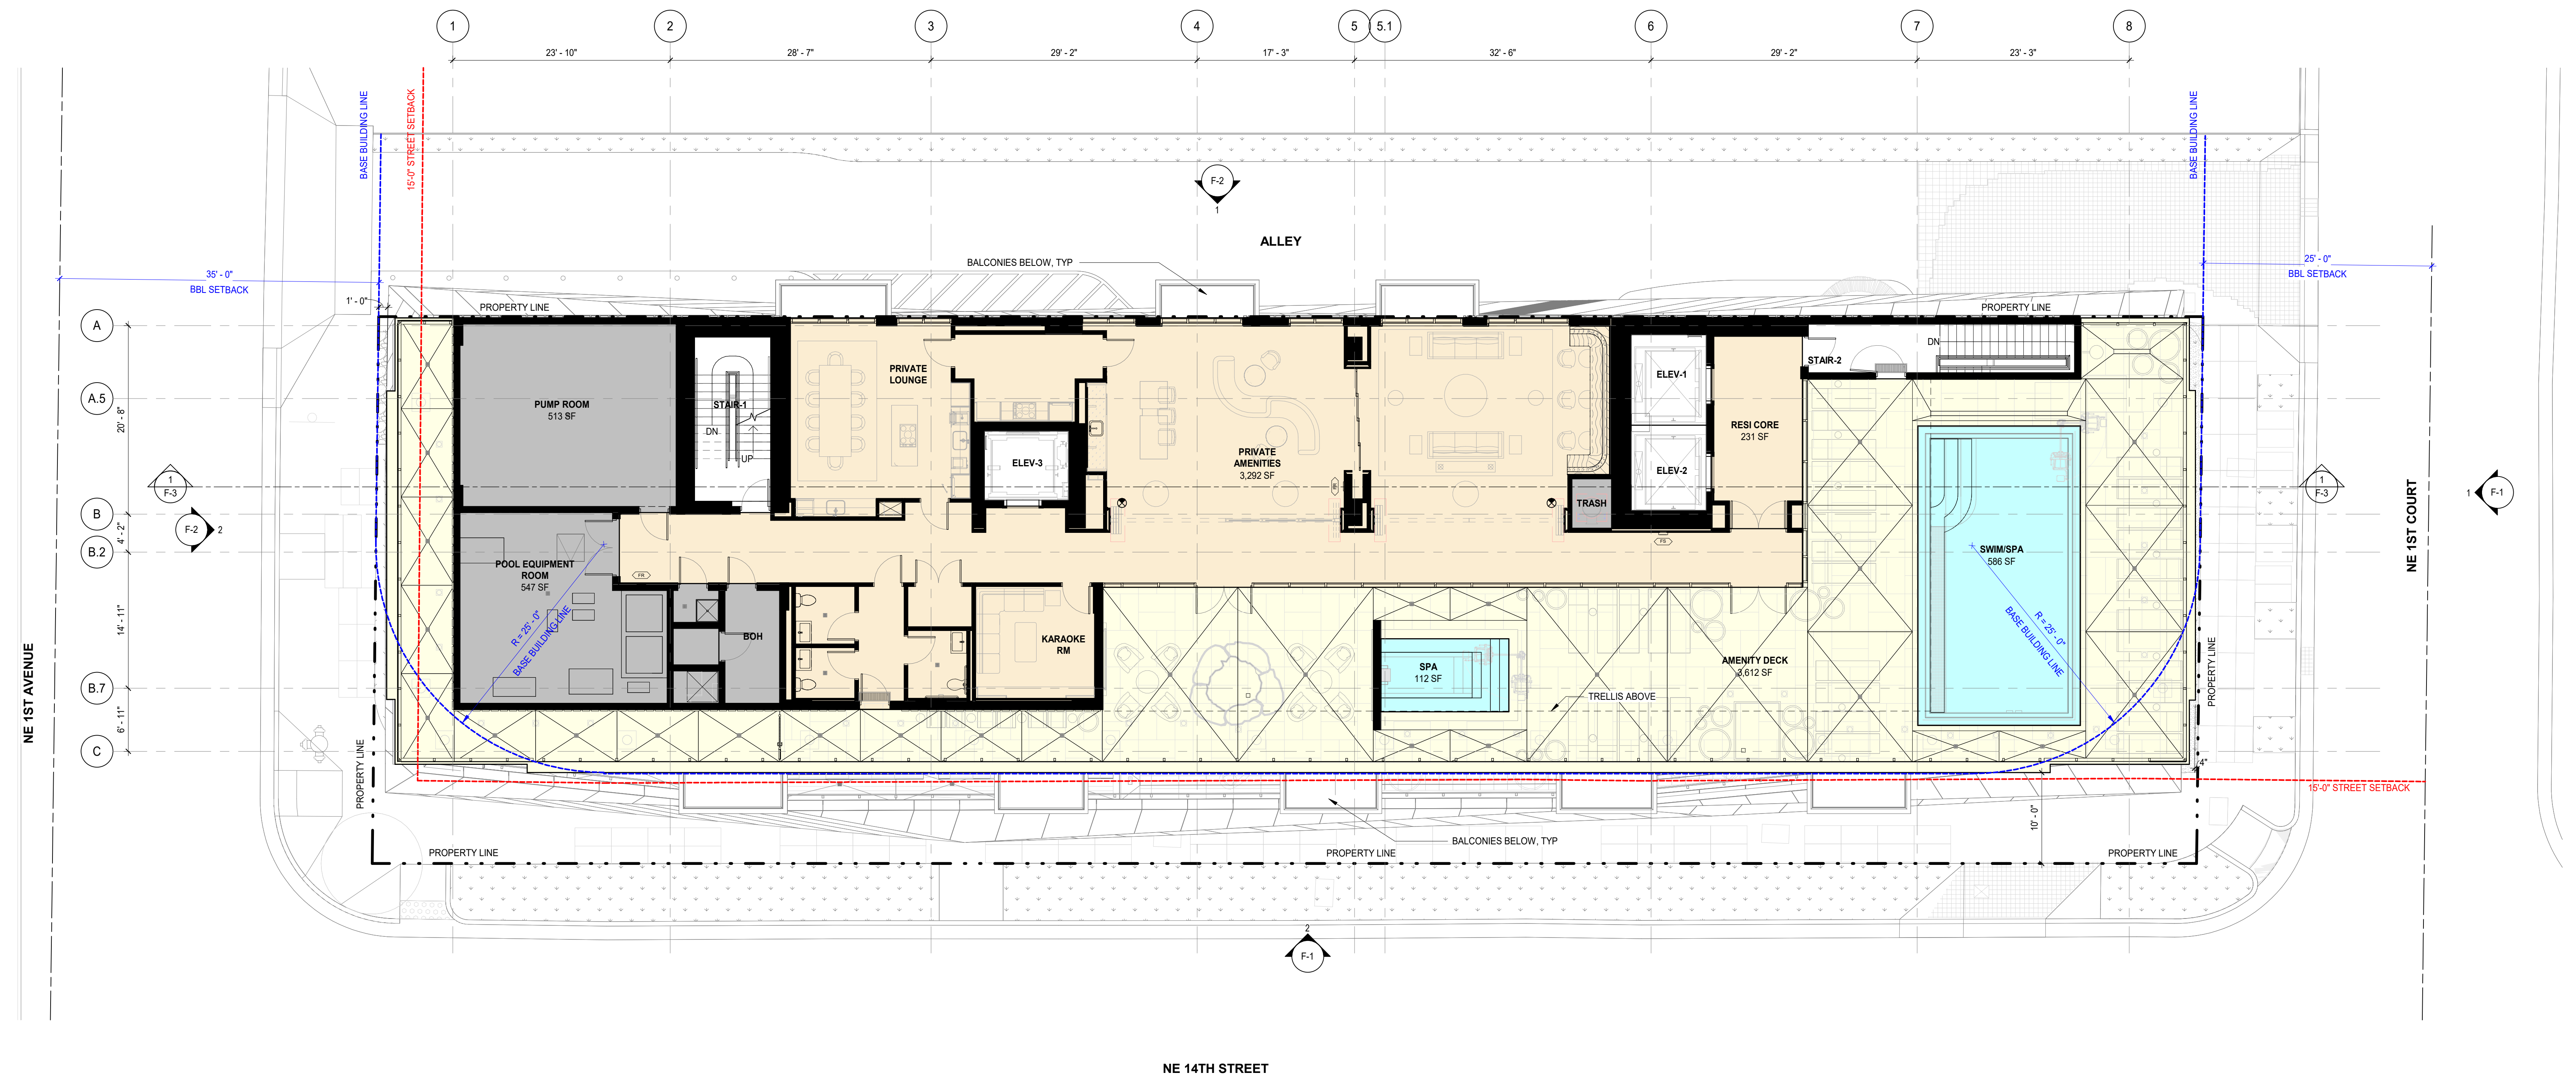 1
2
3
4
5
5.1
6
7
8
23' - 10"
28' - 7"
29' - 2"
17' - 3"
32' - 6"
29' - 2"
23' - 3"
BASE BUILDING LINE
15'-0" STREET SETBACK
BASE BUILDING LINE
F-2
1
ALLEY
BALCONIES BELOW, TYP
35' - 0"
BBL SETBACK
25' - 0"
BBL SETBACK
1' - 0"
PROPERTY LINE
PROPERTY LINE
A
A.5
B
B.2
B.7
C
20' - 8"
4' - 2"
14' - 11"
6' - 11"
PUMP ROOM
513 SF
STAIR-1
DN
UP
PRIVATE
LOUNGE
ELEV-3
PRIVATE
AMENITIES
3,292 SF
FR
TRASH
ELEV-1
ELEV-2
RESI CORE
231 SF
STAIR-2
DN
1
F-3
F-2
2
1
F-3
1
F-1
NE 1ST COURT
NE 1ST AVENUE
POOL EQUIPMENT
ROOM
547 SF
FR
FS
R = 25' - 0"
BASE BUILDING LINE
BOH
KARAOKE
RM
SPA
112 SF
AMENITY DECK
3,612 SF
TRELLIS ABOVE
SWIM/SPA
586 SF
R = 25' - 0"
BASE BUILDING LINE
PROPERTY LINE
PROPERTY LINE
4"
15'-0" STREET SETBACK
10' - 0"
BALCONIES BELOW, TYP
PROPERTY LINE
PROPERTY LINE
PROPERTY LINE
2
F-1
NE 14TH STREET